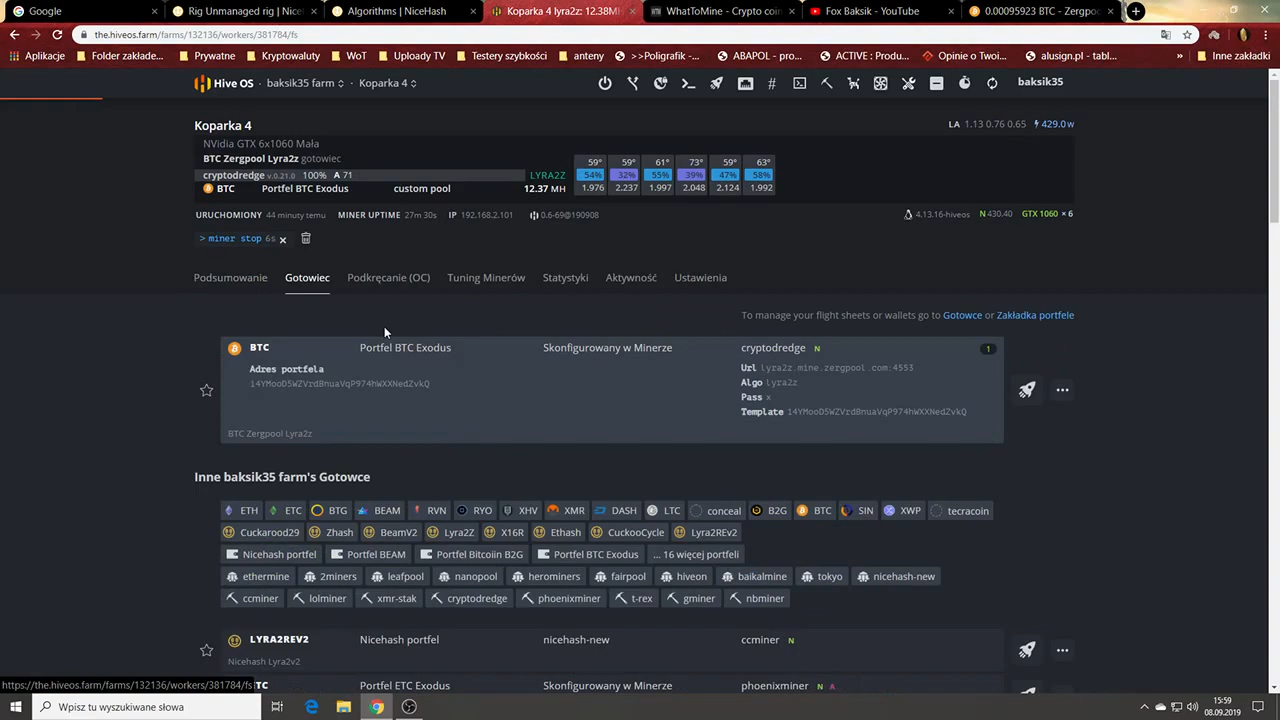 Google
Rig Unmanaged rig | Nicel
Algorithms | NiceHash
Koparka 4 lyra2z: 12.38MH
WhatToMine - Crypto coin
Fox Baksik - YouTube
0.00095923 BTC - Zergpoo
the.hiveos.farm/farms/132136/workers/381784/fs
Aplikacje Folder zakłade... Prywatne Kryptowaluty WoT Uploady TV Testery szybkości anteny >>Poligrafik - ... ABAPOL - pro... ACTIVE : Produ... Opinie o Twoi... alusign.pl - tabl... » Inne zakładki
Hive OS baksik35 farm Koparka 4 baksik35
Koparka 4 LA 1.13 0.76 0.65 429.0w
NVidia GTX 6x1060 Mała
BTC Zergpool Lyra2z gotowiec 59° 59° 61° 73° 59° 63°
cryptodredge v.0.21.0 100% A 71 LYRA2Z 54% 32% 55% 39% 47% 58%
BTC Portfel BTC Exodus custom pool 12.37 MH 1.976 2.237 1.997 2.048 2.124 1.992
URUCHOMIONY 44 minuty temu MINER UPTIME 27m 30s IP 192.168.2.101 0.6-69@190908 4.13.16-hiveos N 430.40 GTX 1060 × 6
> miner stop 6s ×
Podsumowanie Gotowiec Podkręcanie (OC) Tuning Minerów Statystyki Aktywność Ustawienia
To manage your flight sheets or wallets go to Gotowce or Zakładka portfele
BTC Portfel BTC Exodus Skonfigurowany w Minerze cryptodredge N 1
Adres portfela
14YMooD5WZVrdBnuaVqP974hWXXNedZvkQ
Url lyra2z.mine.zergpool.com:4553
Algo lyra2z
Pass x
Template 14YMooD5WZVrdBnuaVqP974hWXXNedZvkQ
BTC Zergpool Lyra2z
Inne baksik35 farm's Gotowce
ETH ETC BTG BEAM RVN RYO XHV XMR DASH LTC conceal B2G BTC SIN XWP tecracoin
Cuckarood29 Zhash BeamV2 Lyra2Z X16R Ethash CuckooCycle Lyra2REv2
Nicehash portfel Portfel BEAM Portfel Bitcoiin B2G Portfel BTC Exodus ... 16 więcej portfeli
ethermine 2miners leafpool nanopool herominers fairpool hiveon baikalmine tokyo nicehash-new
ccminer lolminer xmr-stak cryptodredge phoenixminer t-rex gminer nbminer
LYRA2REV2 Nicehash portfel nicehash-new ccminer N
Nicehash Lyra2v2
TC Portfel ETC Exodus Skonfigurowany w Minerze phoenixminer N A
https://the.hiveos.farm/farms/132136/workers/381784/fs
Wpisz tu wyszukiwane słowa
15:59
08.09.2019